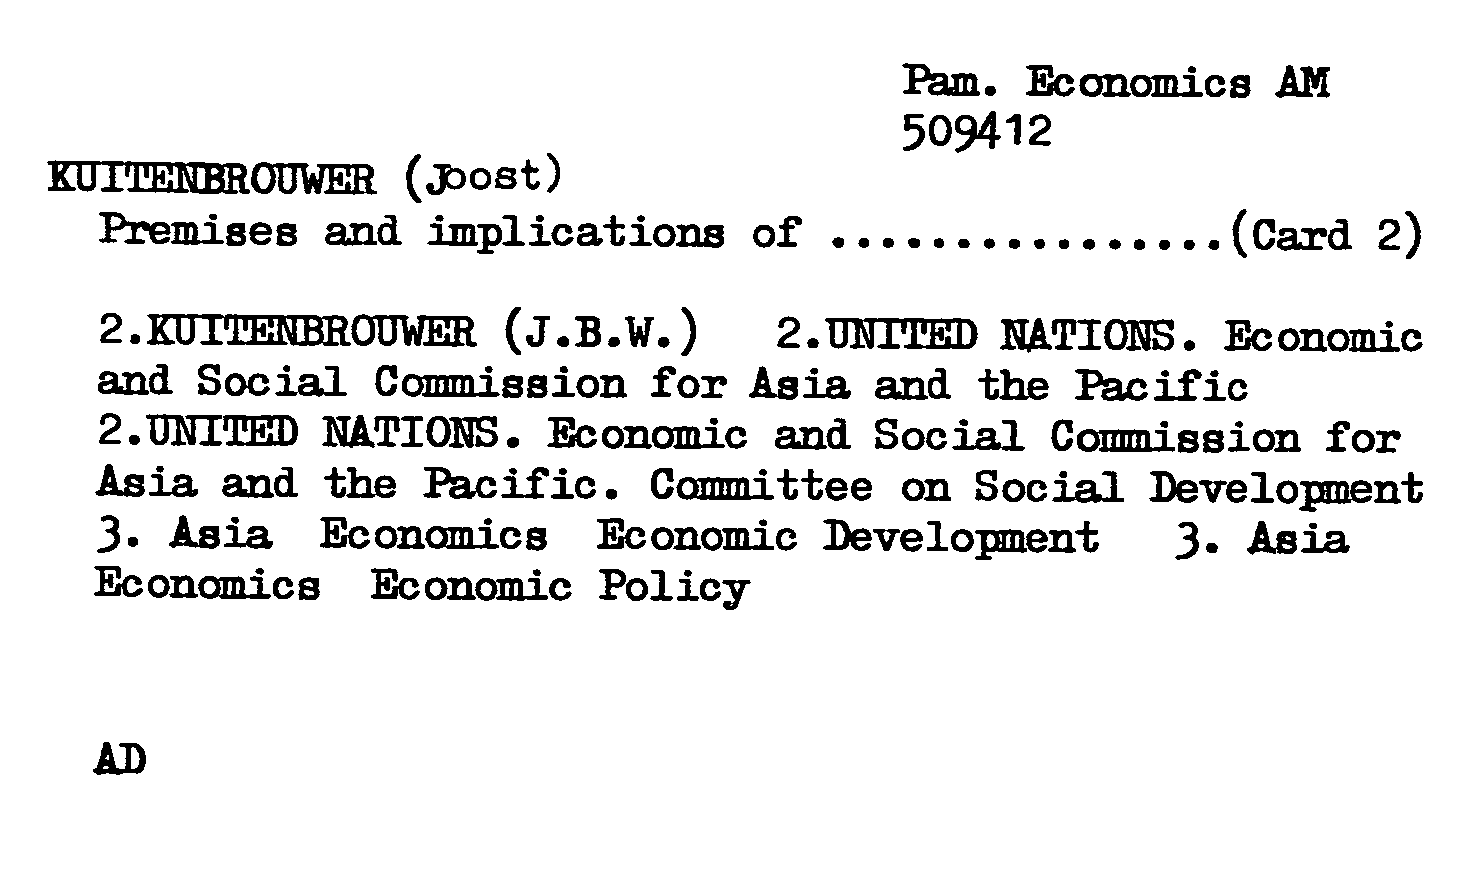 Pam. Economics AM
509412
KUITENBROUWER (Joost)
Premises and implications of ................(Card 2)
2.KUITENBROUWER (J.B.W.) 2.UNITED NATIONS. Economic
and Social Commission for Asia and the Pacific
2.UNITED NATIONS. Economic and Social Commission for
Asia and the Pacific. Committee on Social Development
3. Asia Economics Economic Development 3. Asia
Economics Economic Policy
AD